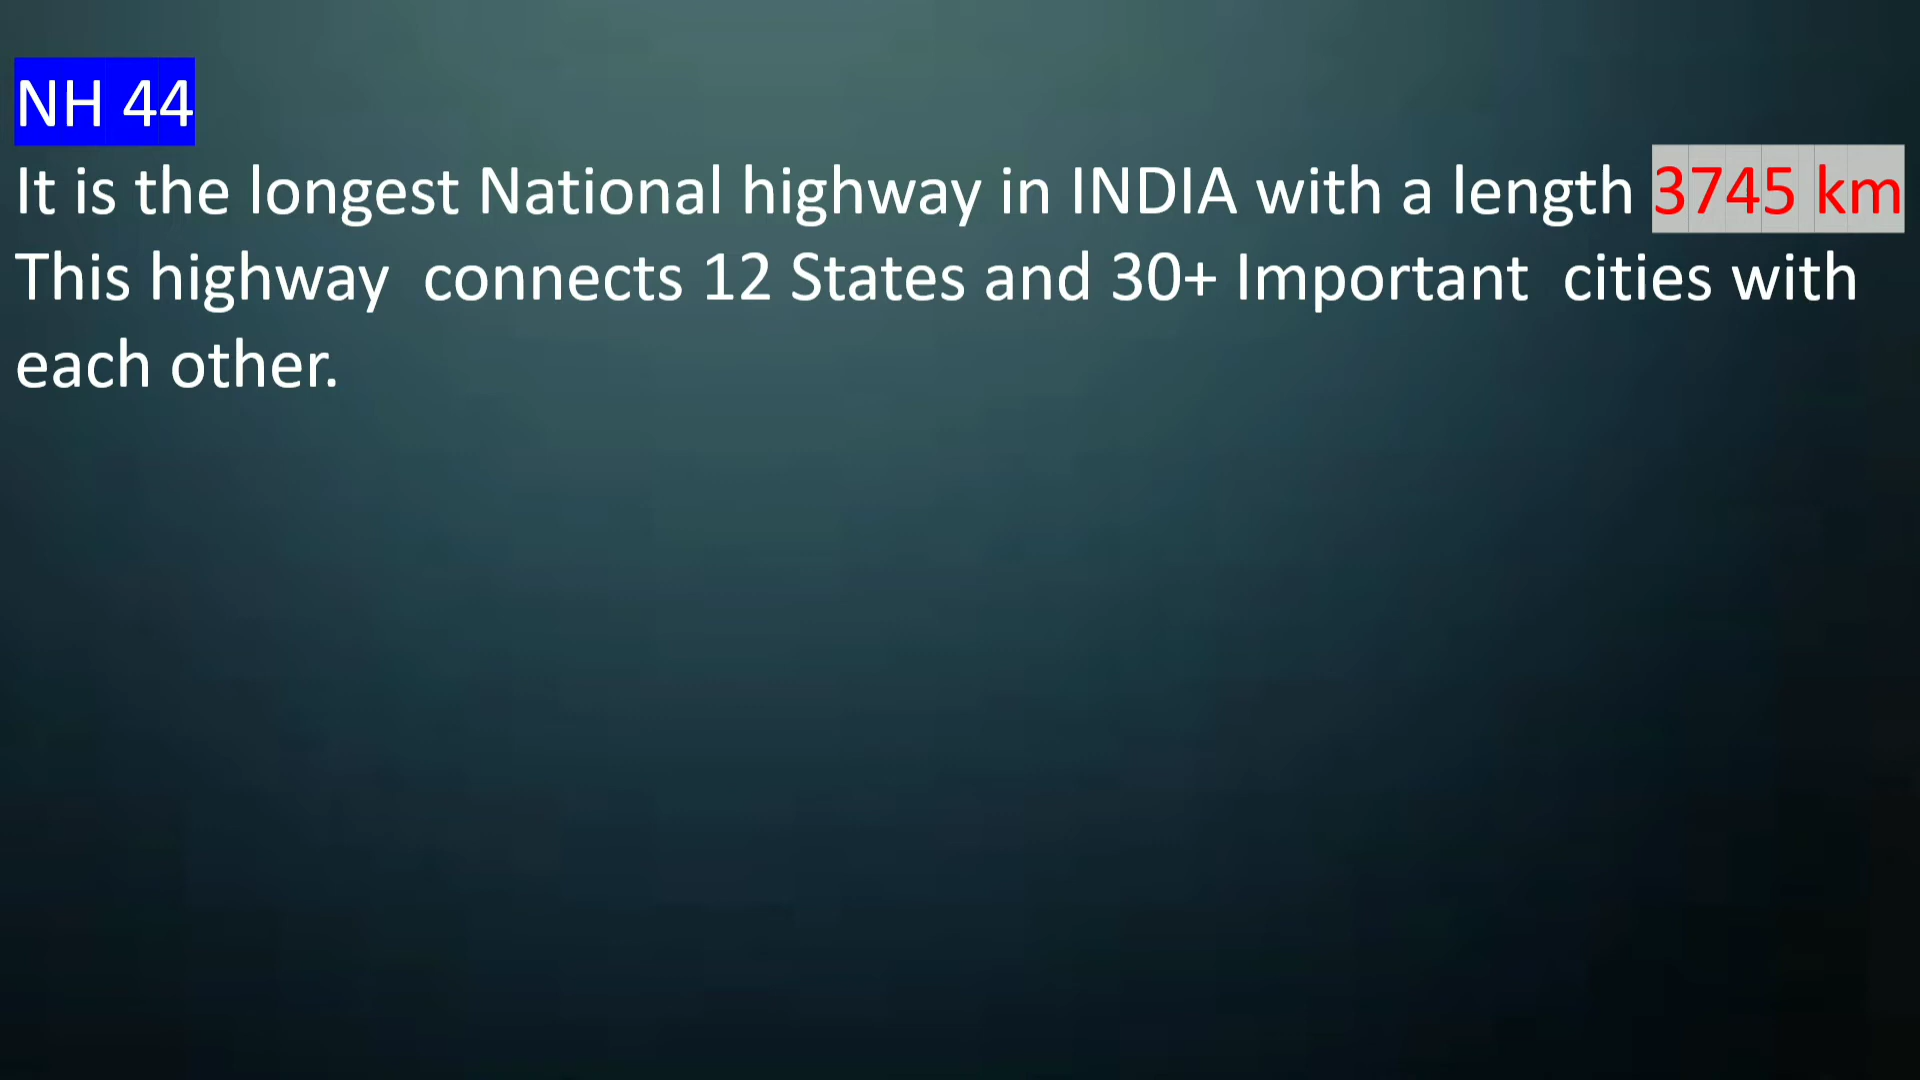 NH 44
It is the longest National highway in INDIA with a length 3745 km
This highway  connects 12 States and 30+ Important  cities with
each other.